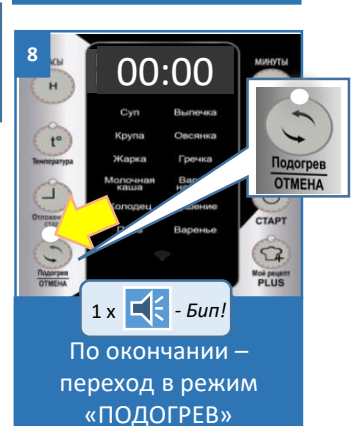 8
ЧАСЫ
МИНУТЫ
Н
00:00
Суп
Выпечка
t°
Крупа
Овсянка
Температура
Жарка
Гречка
Молочная
каша
Подогрев
ОТМЕНА
СТАРТ
Варенье
Подогрев
ОТМЕНА
Мой рецепт
PLUS
1 x - Бип!
По окончании –
переход в режим
«ПОДОГРЕВ»